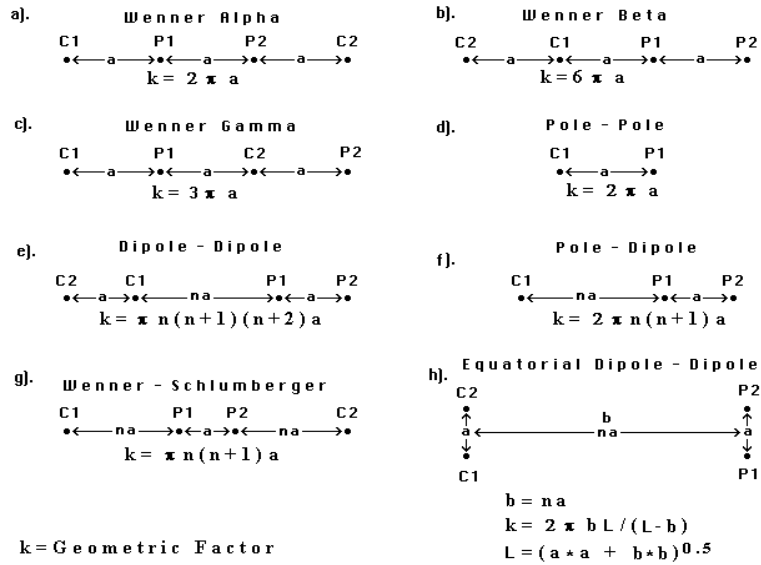 a). Wenner Alpha
C1 P1 P2 C2
a a a
k = 2 π a
b). Wenner Beta
C2 C1 P1 P2
a a a
k=6 π a
c). Wenner Gamma
C1 P1 C2 P2
a a a
k = 3 π a
d). Pole - Pole
C1 P1
a
k = 2 π a
e). Dipole - Dipole
C2 C1 P1 P2
a na a
k = π n(n+1)(n+2)a
f). Pole - Dipole
C1 P1 P2
na a
k = 2 π n(n+1)a
g). Wenner - Schlumberger
C1 P1 P2 C2
na a na
k = π n(n+1)a
h). Equatorial Dipole - Dipole
C2 P2
b
a na a
C1 P1
b = na
k = 2 π b L/(L-b)
L = (a*a + b*b)^0.5
k = Geometric Factor